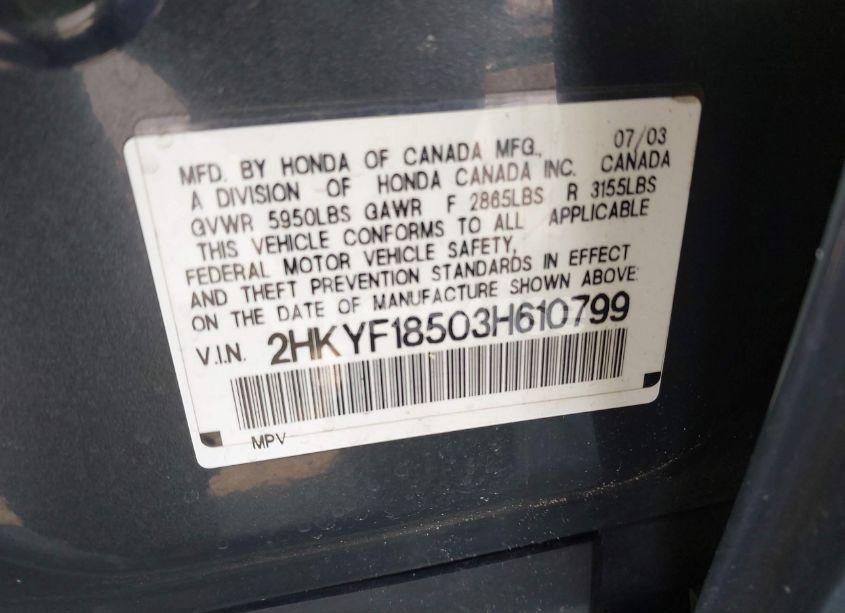 07/03
MFD. BY HONDA OF CANADA MFG.,
A DIVISION OF HONDA CANADA INC. CANADA
GVWR 5950LBS GAWR F 2865LBS R 3155LBS
THIS VEHICLE CONFORMS TO ALL APPLICABLE
FEDERAL MOTOR VEHICLE SAFETY,
AND THEFT PREVENTION STANDARDS IN EFFECT
ON THE DATE OF MANUFACTURE SHOWN ABOVE:
V.I.N. 2HKYF18503H610799
MPV